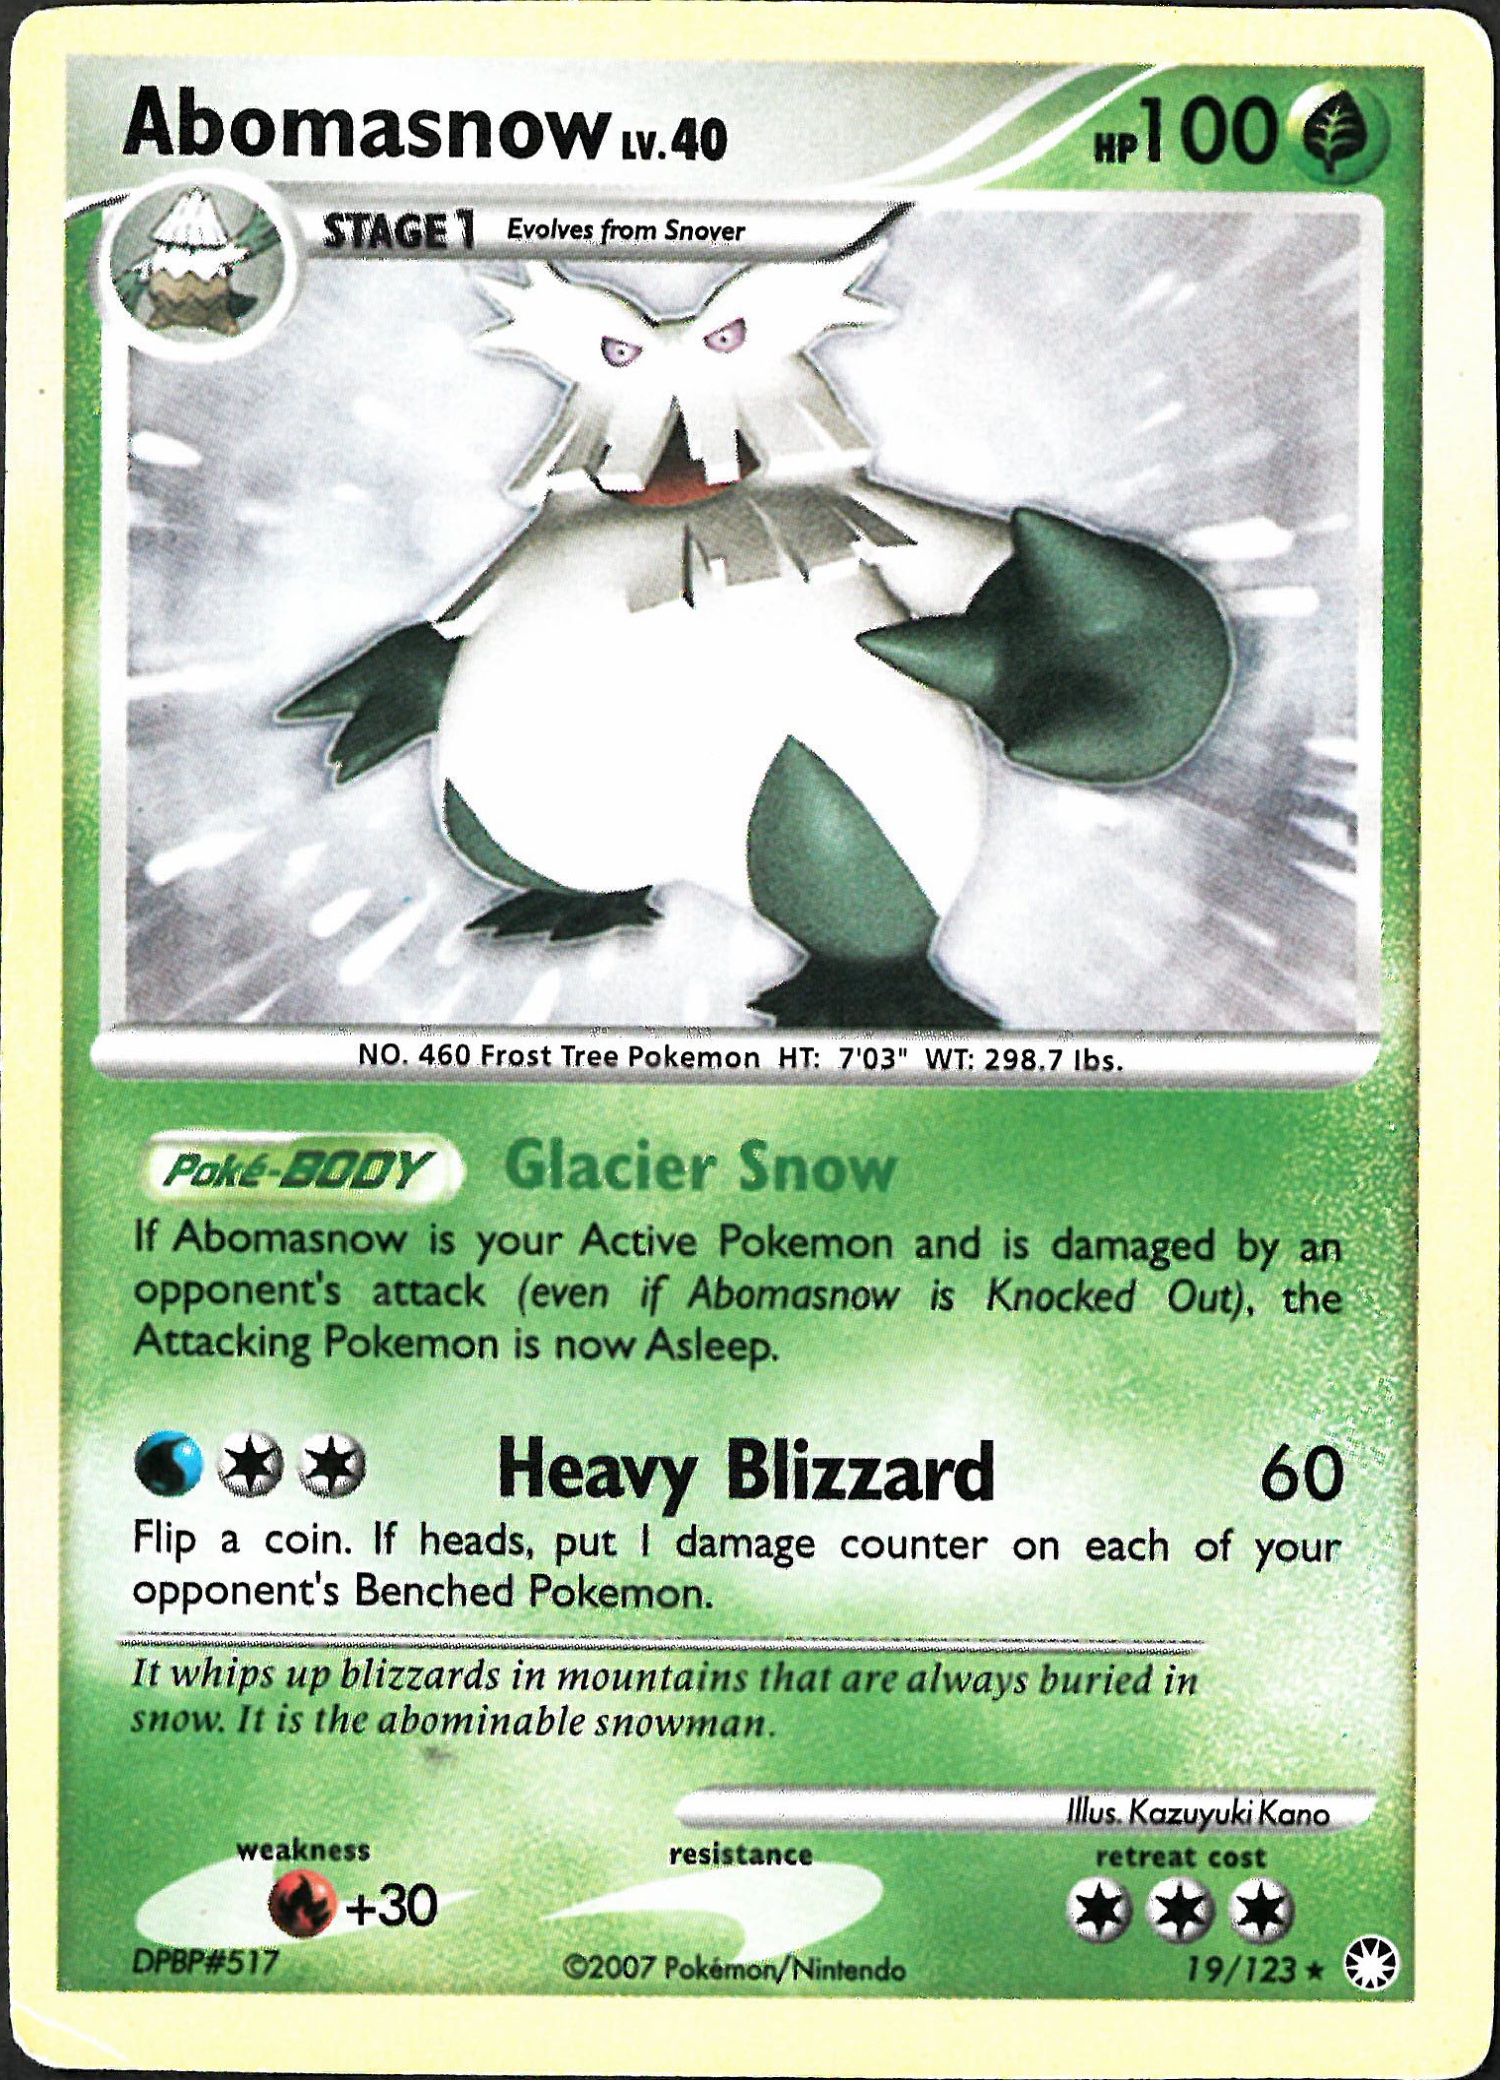 Abomasnow LV.40
HP 100
STAGE 1 Evolves from Snover
NO. 460 Frost Tree Pokemon HT: 7'03" WT: 298.7 lbs.
Poké-BODY Glacier Snow
If Abomasnow is your Active Pokemon and is damaged by an
opponent's attack (even if Abomasnow is Knocked Out), the
Attacking Pokemon is now Asleep.
Heavy Blizzard 60
Flip a coin. If heads, put 1 damage counter on each of your
opponent's Benched Pokemon.
It whips up blizzards in mountains that are always buried in
snow. It is the abominable snowman.
Illus. Kazuyuki Kano
weakness resistance retreat cost
+30
DPBP#517 ©2007 Pokémon/Nintendo 19/123 ★